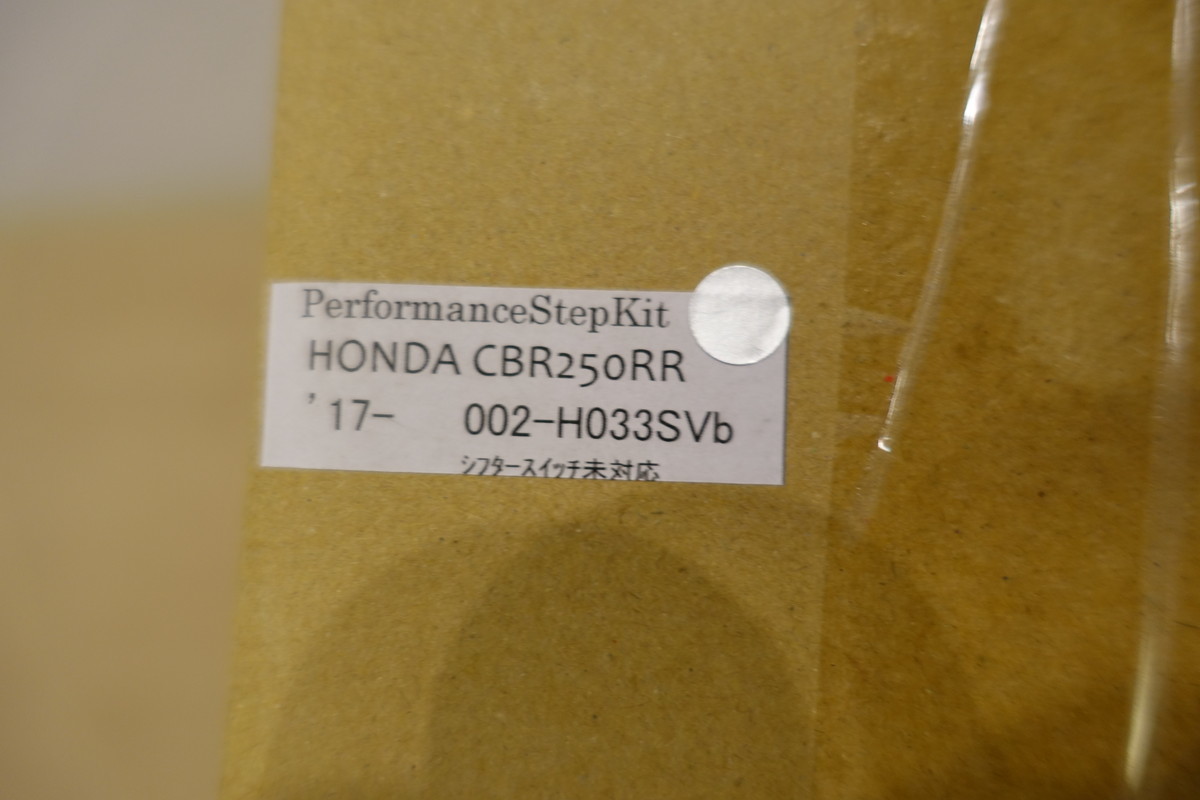 PerformanceStepKit
HONDA CBR250RR
'17- 002-H033SVb
シフタースイッチ未対応